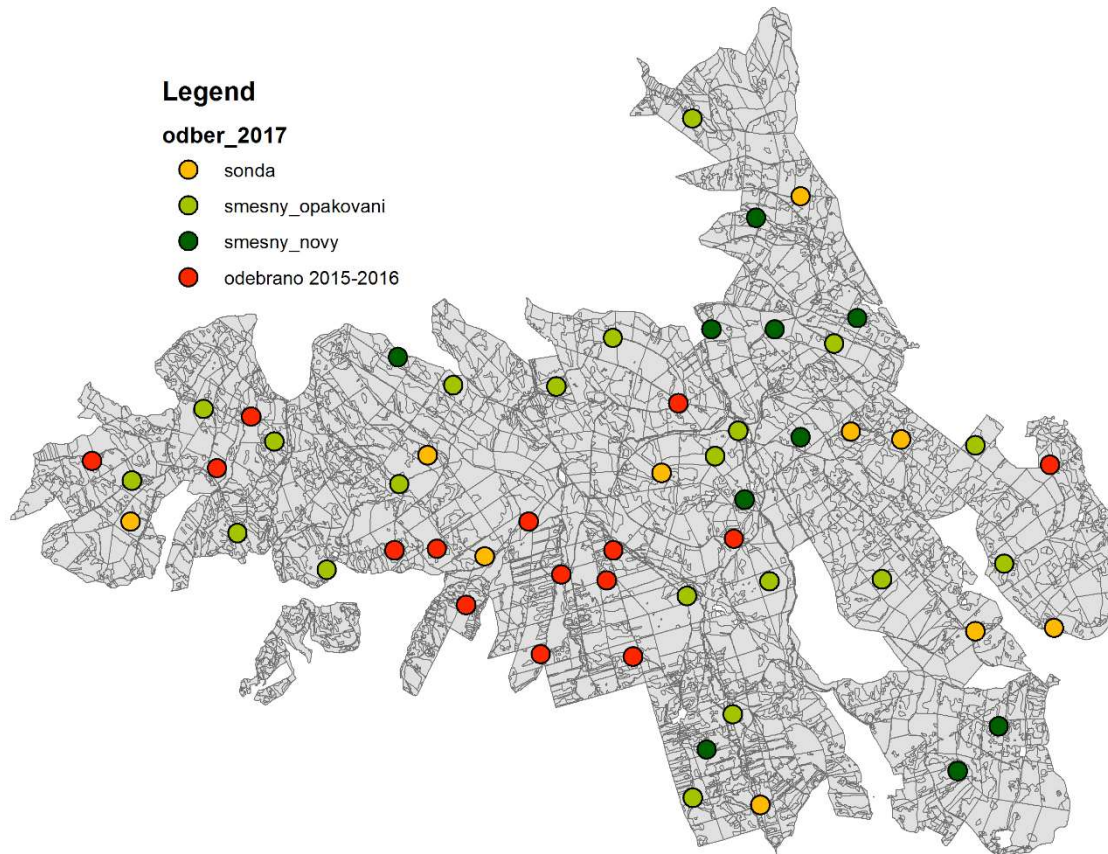 Legend
odber_2017
sonda
smesny_opakovani
smesny_novy
odebrano 2015-2016